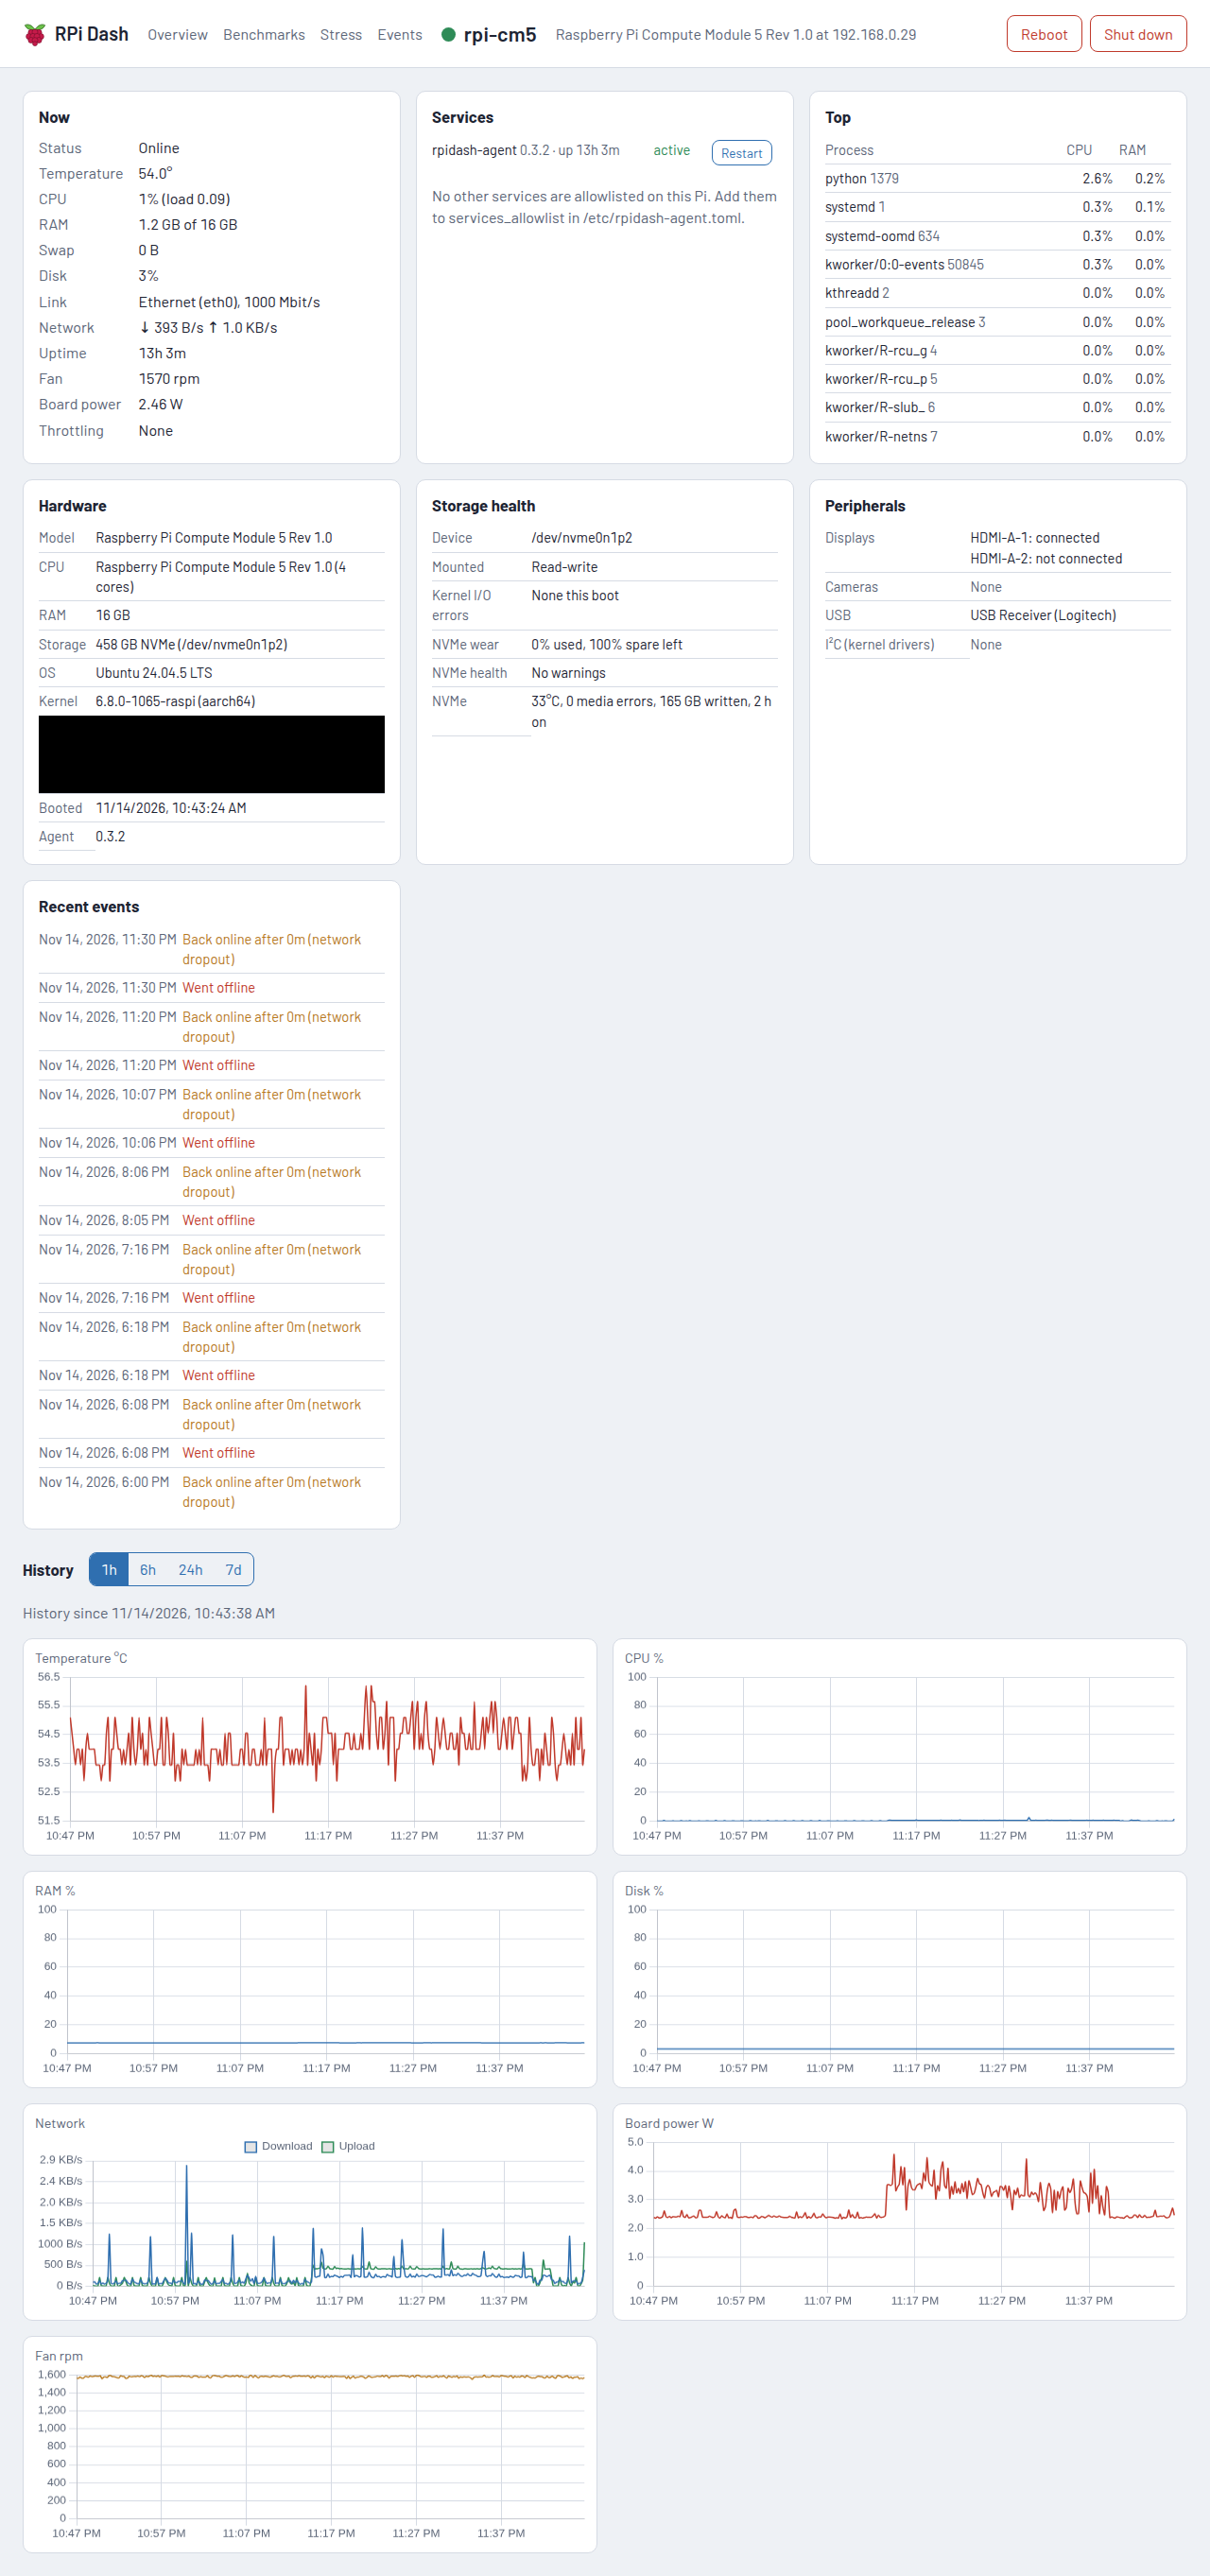 RPi Dash Overview Benchmarks Stress Events rpi-cm5 Raspberry Pi Compute Module 5 Rev 1.0 at 192.168.0.29 Reboot Shut down
Now
Status Online
Temperature 54.0°
CPU 1% (load 0.09)
RAM 1.2 GB of 16 GB
Swap 0 B
Disk 3%
Link Ethernet (eth0), 1000 Mbit/s
Network ↓ 393 B/s ↑ 1.0 KB/s
Uptime 13h 3m
Fan 1570 rpm
Board power 2.46 W
Throttling None
Services
rpidash-agent 0.3.2 · up 13h 3m active Restart
No other services are allowlisted on this Pi. Add them
to services_allowlist in /etc/rpidash-agent.toml.
Top
Process CPU RAM
python 1379 2.6% 0.2%
systemd 1 0.3% 0.1%
systemd-oomd 634 0.3% 0.0%
kworker/0:0-events 50845 0.3% 0.0%
kthreadd 2 0.0% 0.0%
pool_workqueue_release 3 0.0% 0.0%
kworker/R-rcu_g 4 0.0% 0.0%
kworker/R-rcu_p 5 0.0% 0.0%
kworker/R-slub_ 6 0.0% 0.0%
kworker/R-netns 7 0.0% 0.0%
Hardware
Model Raspberry Pi Compute Module 5 Rev 1.0
CPU Raspberry Pi Compute Module 5 Rev 1.0 (4
cores)
RAM 16 GB
Storage 458 GB NVMe (/dev/nvme0n1p2)
OS Ubuntu 24.04.5 LTS
Kernel 6.8.0-1065-raspi (aarch64)
Booted 11/14/2026, 10:43:24 AM
Agent 0.3.2
Storage health
Device /dev/nvme0n1p2
Mounted Read-write
Kernel I/O None this boot
errors
NVMe wear 0% used, 100% spare left
NVMe health No warnings
NVMe 33°C, 0 media errors, 165 GB written, 2 h
on
Peripherals
Displays HDMI-A-1: connected
HDMI-A-2: not connected
Cameras None
USB USB Receiver (Logitech)
I²C (kernel drivers) None
Recent events
Nov 14, 2026, 11:30 PM Back online after 0m (network
dropout)
Nov 14, 2026, 11:30 PM Went offline
Nov 14, 2026, 11:20 PM Back online after 0m (network
dropout)
Nov 14, 2026, 11:20 PM Went offline
Nov 14, 2026, 10:07 PM Back online after 0m (network
dropout)
Nov 14, 2026, 10:06 PM Went offline
Nov 14, 2026, 8:06 PM Back online after 0m (network
dropout)
Nov 14, 2026, 8:05 PM Went offline
Nov 14, 2026, 7:16 PM Back online after 0m (network
dropout)
Nov 14, 2026, 7:16 PM Went offline
Nov 14, 2026, 6:18 PM Back online after 0m (network
dropout)
Nov 14, 2026, 6:18 PM Went offline
Nov 14, 2026, 6:08 PM Back online after 0m (network
dropout)
Nov 14, 2026, 6:08 PM Went offline
Nov 14, 2026, 6:00 PM Back online after 0m (network
dropout)
History 1h 6h 24h 7d
History since 11/14/2026, 10:43:38 AM
Temperature °C
56.5
55.5
54.5
53.5
52.5
51.5
10:47 PM 10:57 PM 11:07 PM 11:17 PM 11:27 PM 11:37 PM
CPU %
100
80
60
40
20
0
10:47 PM 10:57 PM 11:07 PM 11:17 PM 11:27 PM 11:37 PM
RAM %
100
80
60
40
20
0
10:47 PM 10:57 PM 11:07 PM 11:17 PM 11:27 PM 11:37 PM
Disk %
100
80
60
40
20
0
10:47 PM 10:57 PM 11:07 PM 11:17 PM 11:27 PM 11:37 PM
Network
Download Upload
2.9 KB/s
2.4 KB/s
2.0 KB/s
1.5 KB/s
1000 B/s
500 B/s
0 B/s
10:47 PM 10:57 PM 11:07 PM 11:17 PM 11:27 PM 11:37 PM
Board power W
5.0
4.0
3.0
2.0
1.0
0
10:47 PM 10:57 PM 11:07 PM 11:17 PM 11:27 PM 11:37 PM
Fan rpm
1,600
1,400
1,200
1,000
800
600
400
200
0
10:47 PM 10:57 PM 11:07 PM 11:17 PM 11:27 PM 11:37 PM